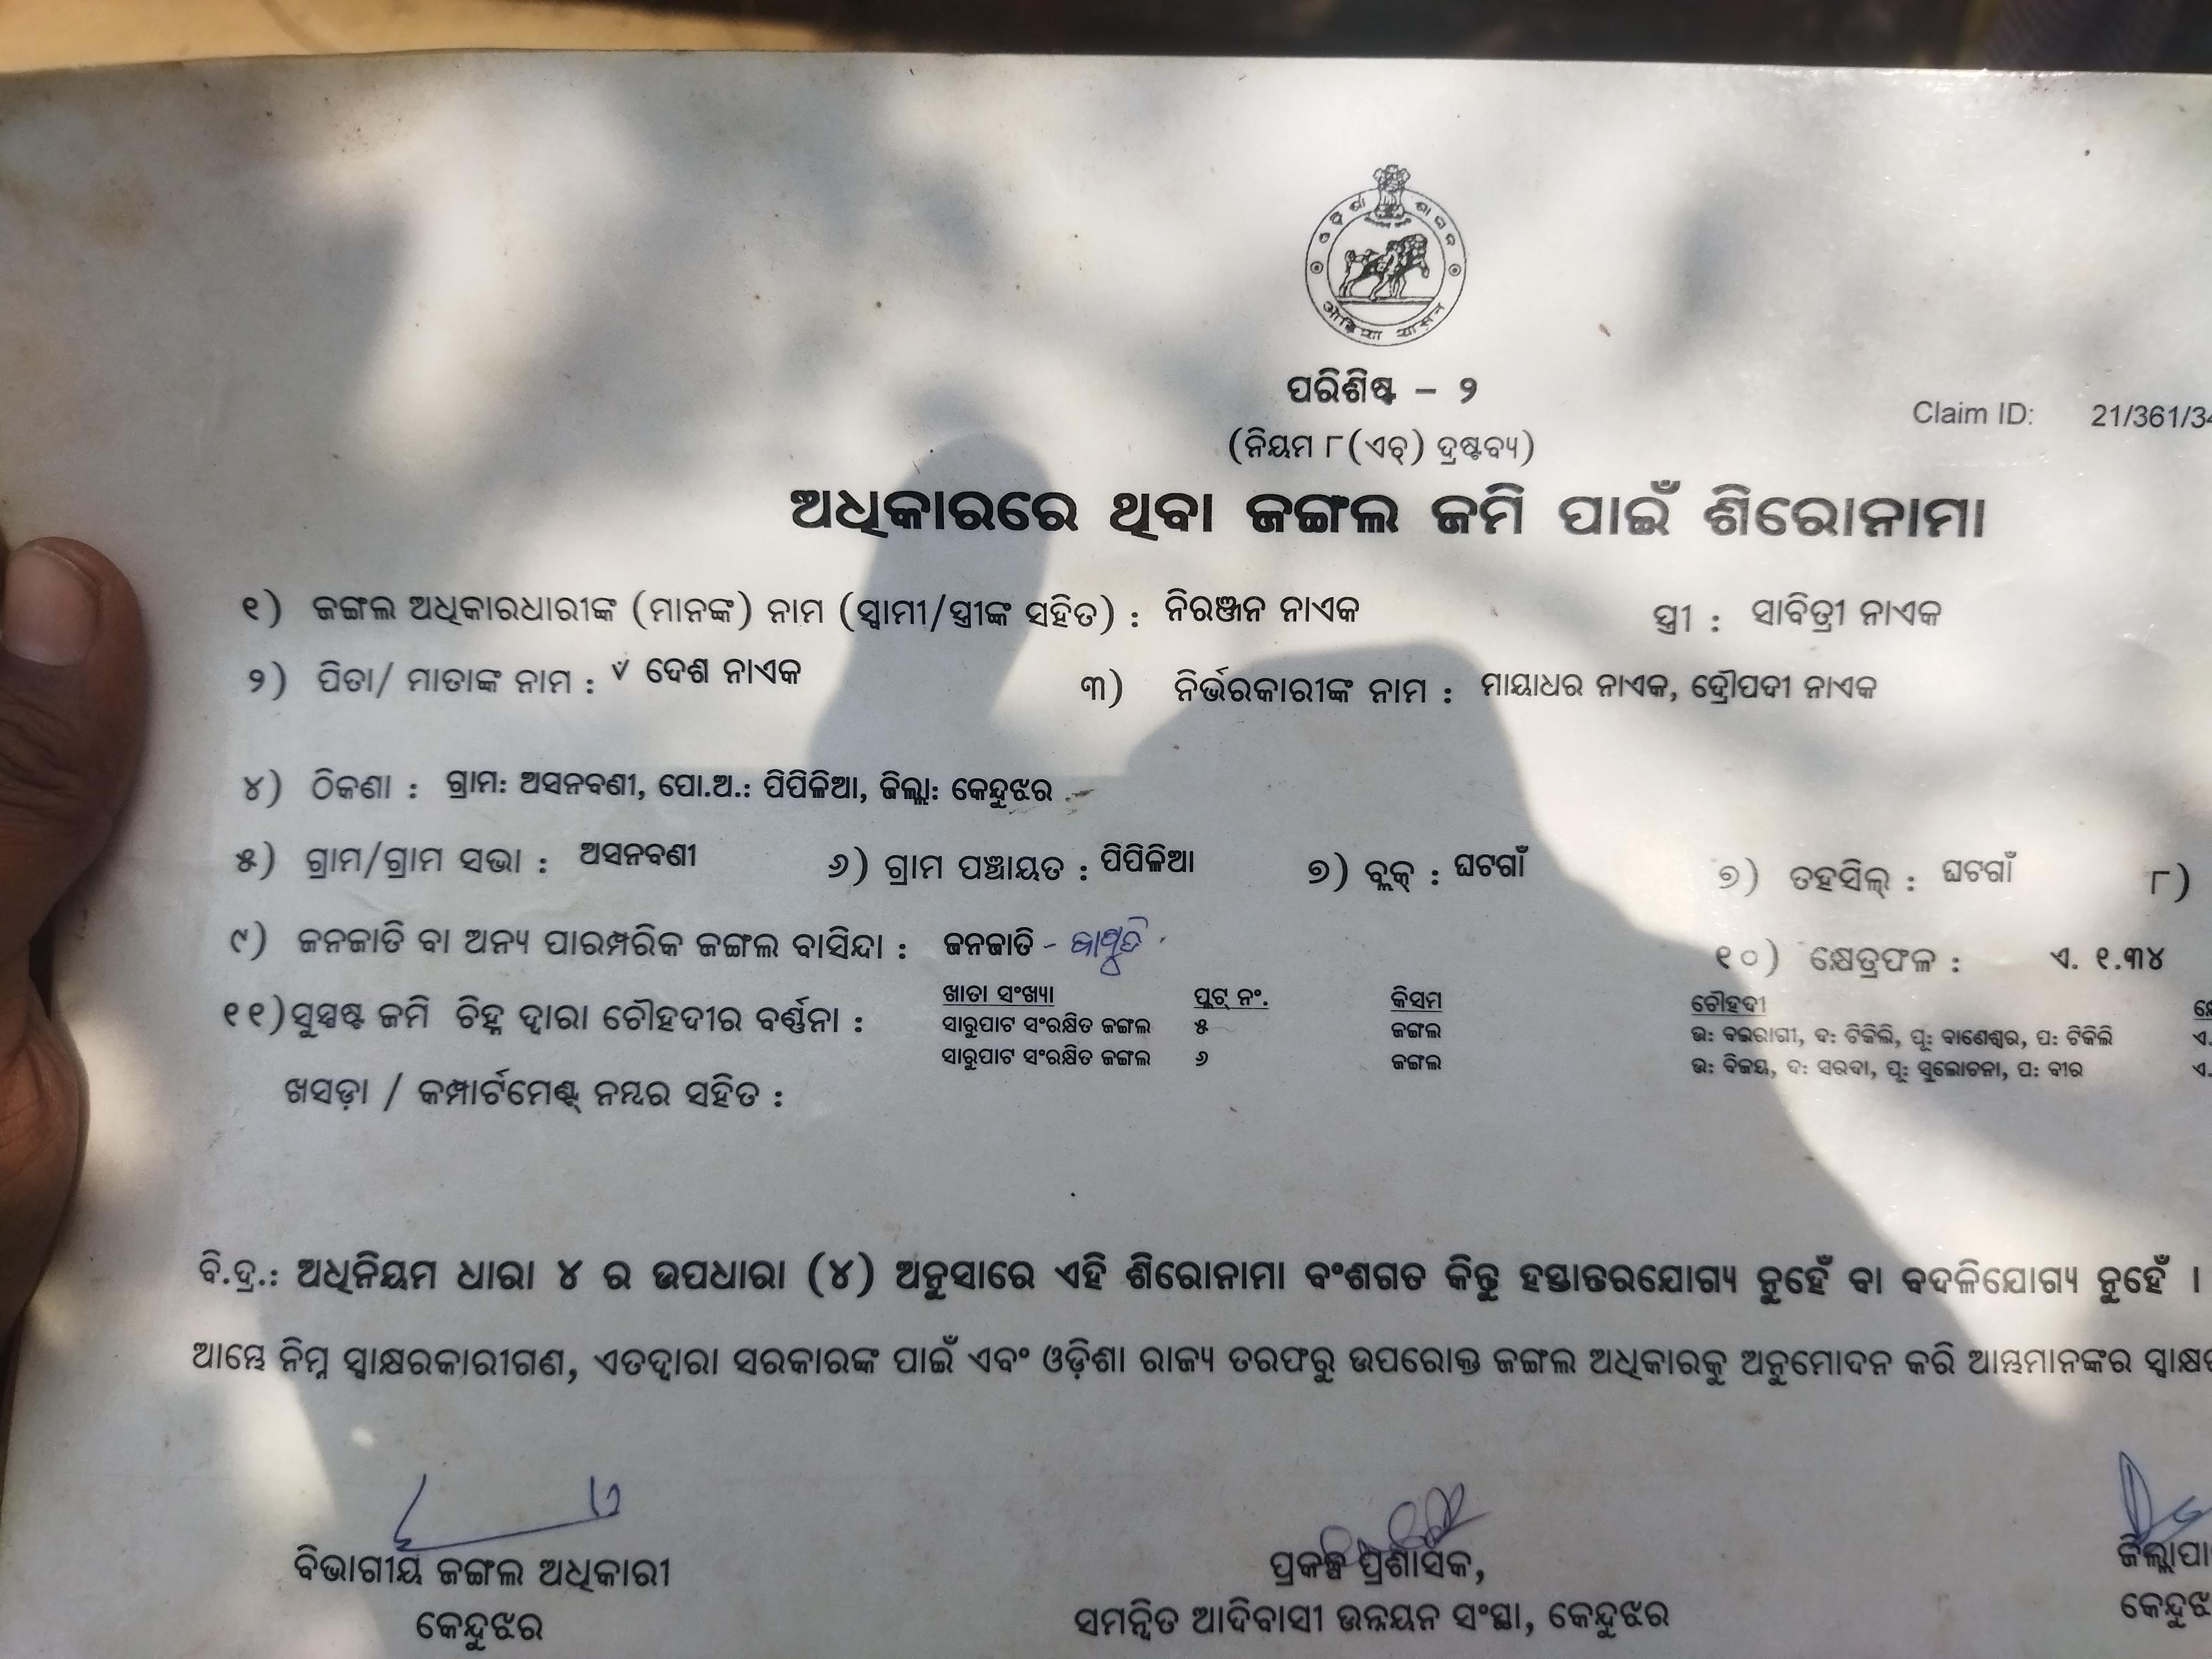 ଓଡ଼ିଶା ଶାସନ
ओड़िशा शासन
ପରିଶିଷ୍ଟ – ୨
Claim ID: 21/361/34
(ନିୟମ ୮(ଏଚ୍) ଦ୍ରଷ୍ଟବ୍ୟ)
ଅଧିକାରରେ ଥିବା ଜଙ୍ଗଲ ଜମି ପାଇଁ ଶିରୋନାମା
୧) ଜଙ୍ଗଲ ଅଧିକାରଧାରୀଙ୍କ (ମାନଙ୍କ) ନାମ (ସ୍ୱାମୀ/ସ୍ତ୍ରୀଙ୍କ ସହିତ) : ନିରଞ୍ଜନ ନାଏକ ସ୍ତ୍ରୀ : ସାବିତ୍ରୀ ନାଏକ
୨) ପିତା/ ମାତାଙ୍କ ନାମ : ଦେଶ ନାଏକ ୩) ନିର୍ଭରକାରୀଙ୍କ ନାମ : ମାୟାଧର ନାଏକ, ଦ୍ରୌପଦୀ ନାଏକ
୪) ଠିକଣା : ଗ୍ରାମ: ଅସନବଣୀ, ପୋ.ଅ.: ପିପିଳିଆ, ଜିଲ୍ଲା: କେନ୍ଦୁଝର
୫) ଗ୍ରାମ/ଗ୍ରାମ ସଭା : ଅସନବଣୀ ୬) ଗ୍ରାମ ପଞ୍ଚାୟତ : ପିପିଳିଆ ୭) ବ୍ଲକ୍ : ଘଟଗାଁ ୭) ତହସିଲ୍ : ଘଟଗାଁ ୮)
୯) ଜନଜାତି ବା ଅନ୍ୟ ପାରମ୍ପରିକ ଜଙ୍ଗଲ ବାସିନ୍ଦା : ଜନଜାତି - ୧୦) କ୍ଷେତ୍ରଫଳ : ଏ. ୧.୩୪
୧୧) ସୁସ୍ପଷ୍ଟ ଜମି ଚିହ୍ନ ଦ୍ୱାରା ଚୌହଦୀର ବର୍ଣ୍ଣନା :
ଖାତା ସଂଖ୍ୟା ପ୍ଲଟ୍ ନଂ. କିସମ ଚୌହଦୀ
ସାରୁପାଟ ସଂରକ୍ଷିତ ଜଙ୍ଗଲ ୫ ଜଙ୍ଗଲ ଉ: ବଇରାଗୀ, ଦ: ଟିକିଲି, ପୂ: ବାଣେଶ୍ୱର, ପ: ଟିକିଲି ଏ.
ସାରୁପାଟ ସଂରକ୍ଷିତ ଜଙ୍ଗଲ ୬ ଜଙ୍ଗଲ ଉ: ବିଜୟ, ଦ: ସରଦା, ପୂ: ସୁଲୋଚନା, ପ: ବୀର ଏ.
ଖସଡ଼ା / କମ୍ପାର୍ଟମେଣ୍ଟ୍ ନମ୍ବର ସହିତ :
ବି.ଦ୍ର.: ଅଧିନିୟମ ଧାରା ୪ ର ଉପଧାରା (୪) ଅନୁସାରେ ଏହି ଶିରୋନାମା ବଂଶଗତ କିନ୍ତୁ ହସ୍ତାନ୍ତରଯୋଗ୍ୟ ନୁହେଁ ବା ବଦଳିଯୋଗ୍ୟ ନୁହେଁ ।
ଆମ୍ଭେ ନିମ୍ନ ସ୍ୱାକ୍ଷରକାରୀଗଣ, ଏତଦ୍ୱାରା ସରକାରଙ୍କ ପାଇଁ ଏବଂ ଓଡ଼ିଶା ରାଜ୍ୟ ତରଫରୁ ଉପରୋକ୍ତ ଜଙ୍ଗଲ ଅଧିକାରକୁ ଅନୁମୋଦନ କରି ଆମ୍ଭମାନଙ୍କର
ବିଭାଗୀୟ ଜଙ୍ଗଲ ଅଧିକାରୀ
କେନ୍ଦୁଝର
ପ୍ରକଳ୍ପ ପ୍ରଶାସକ,
ସମନ୍ୱିତ ଆଦିବାସୀ ଉନ୍ନୟନ ସଂସ୍ଥା, କେନ୍ଦୁଝର